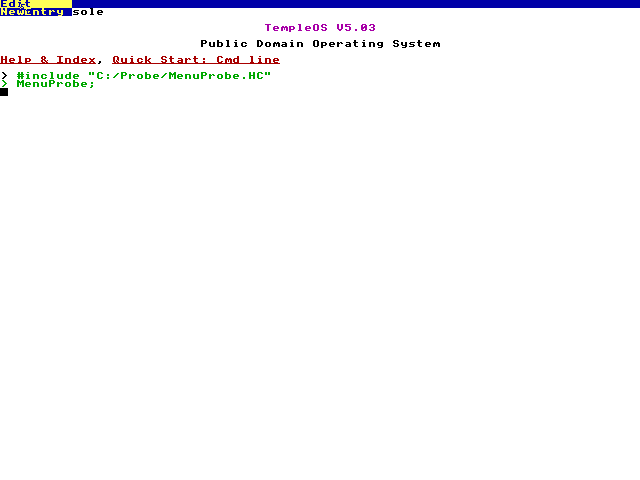 Edit
NewEntry sole
TempleOS V5.03
Public Domain Operating System
Help & Index, Quick Start: Cmd line
> #include "C:/Probe/MenuProbe.HC"
> MenuProbe;